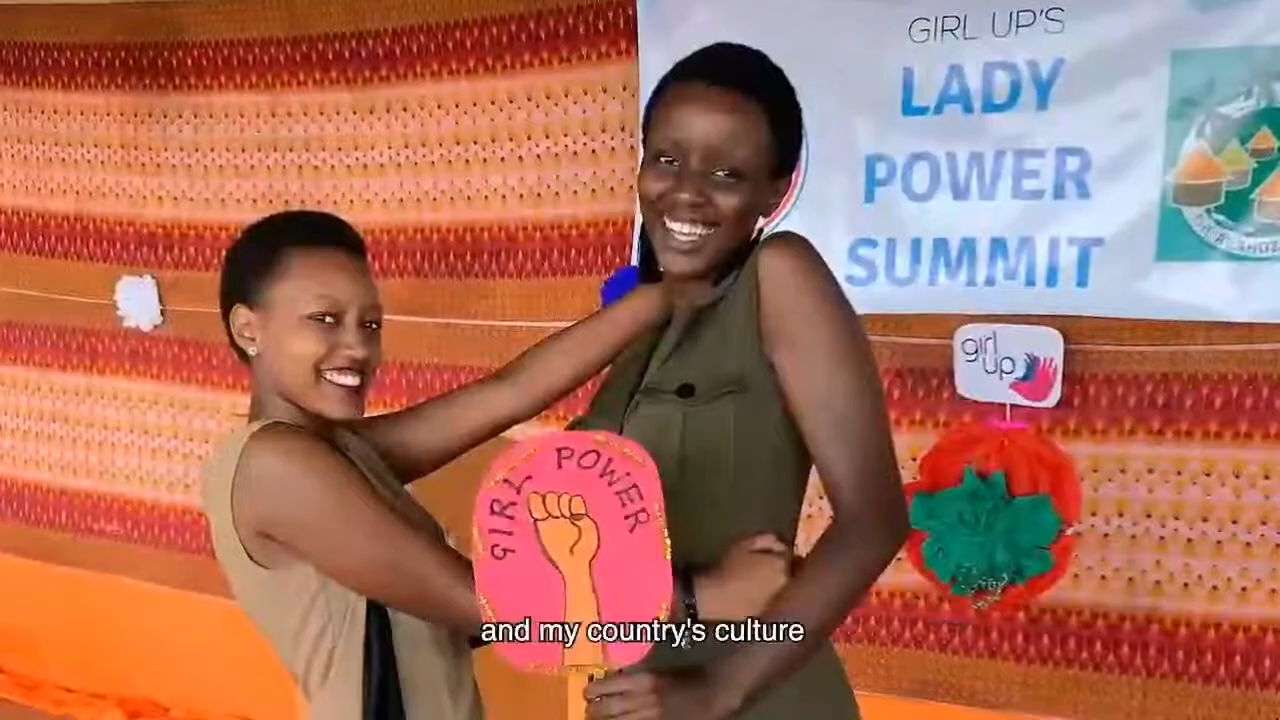 GIRL UP'S
LADY
POWER
SUMMIT
girl
up
GIRL POWER
and my country's culture